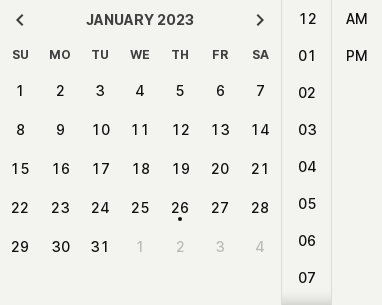 JANUARY 2023
SU MO TU WE TH FR SA
1 2 3 4 5 6 7
8 9 10 11 12 13 14
15 16 17 18 19 20 21
22 23 24 25 26 27 28
29 30 31 1 2 3 4
12
01
02
03
04
05
06
07
AM
PM